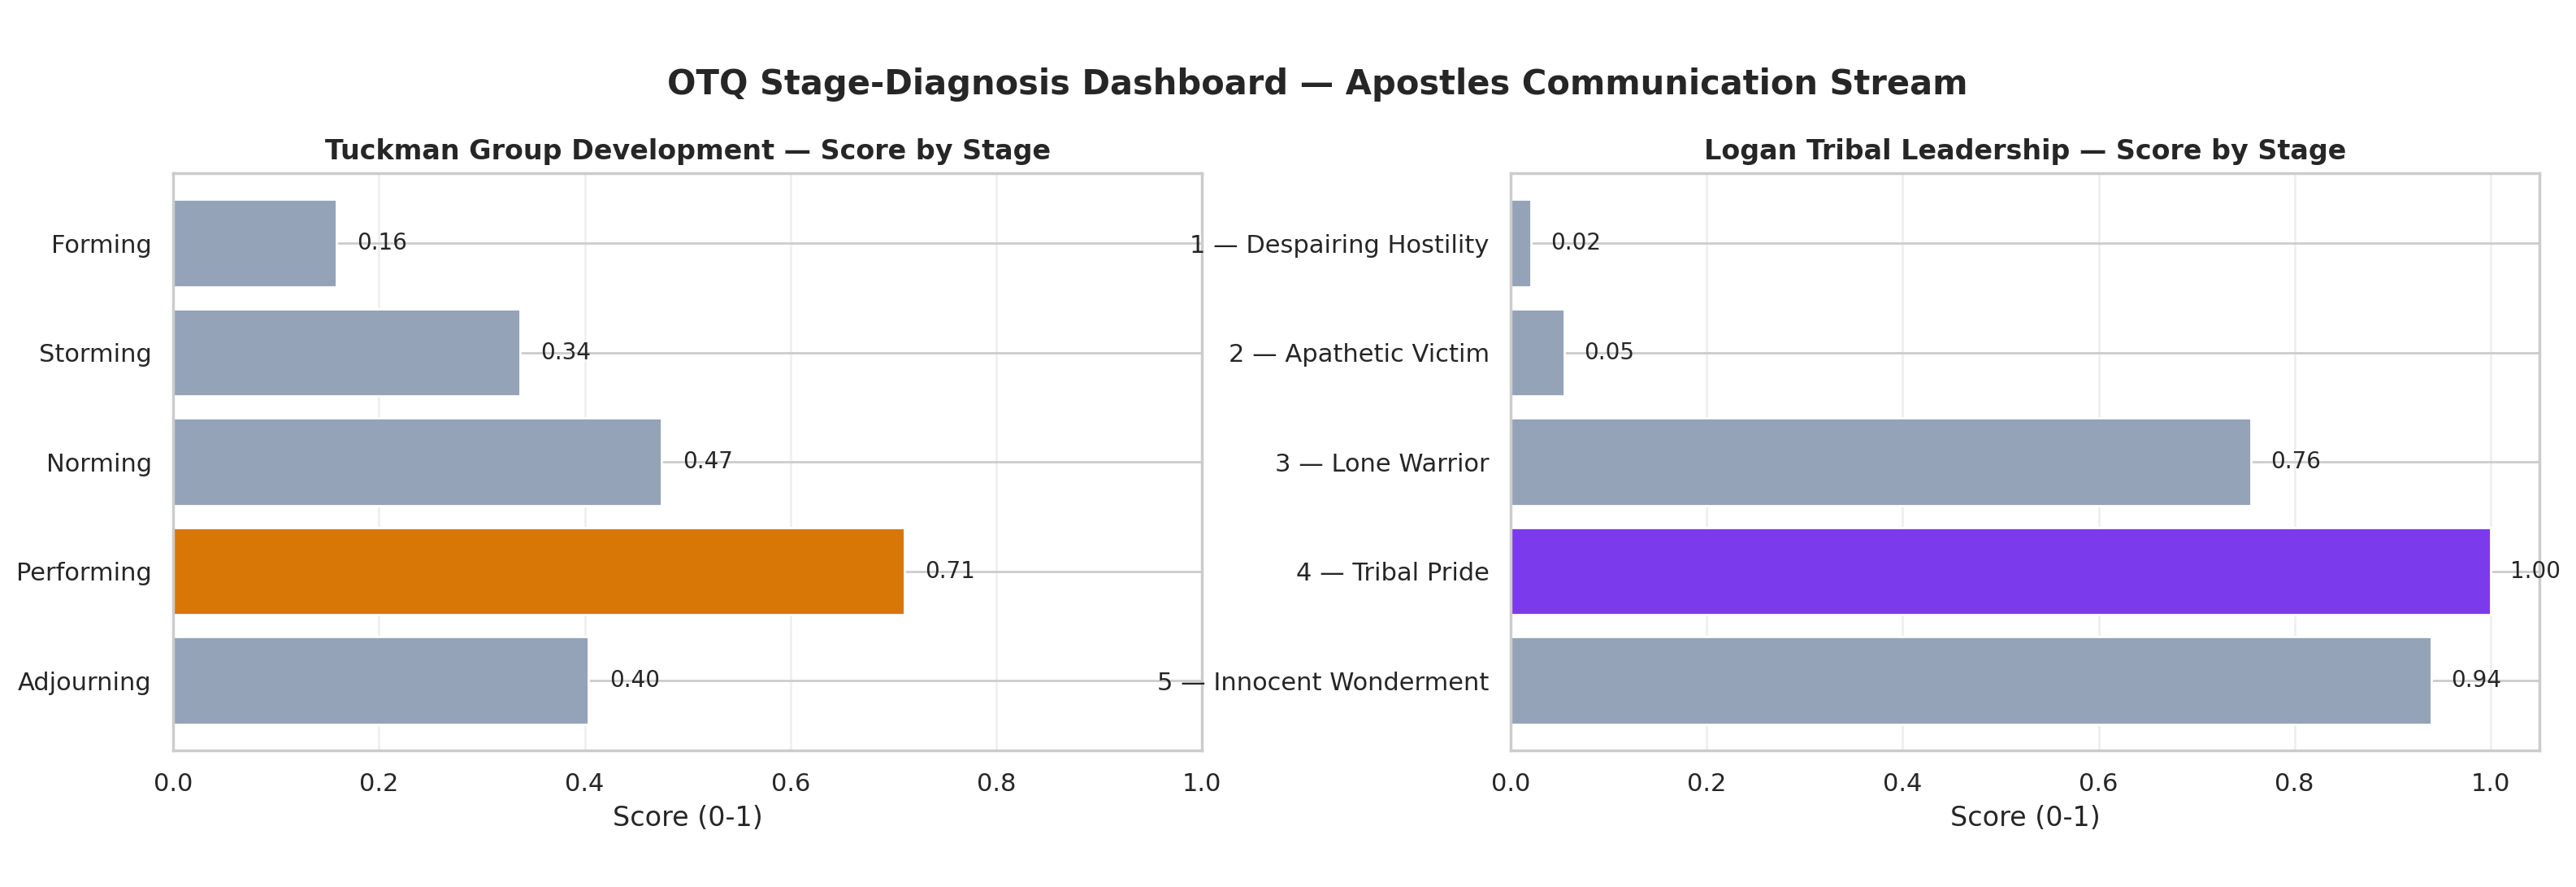 OTQ Stage-Diagnosis Dashboard — Apostles Communication Stream
Tuckman Group Development — Score by Stage
Forming
0.16
Storming
0.34
Norming
0.47
Performing
0.71
Adjourning
0.40
0.0 0.2 0.4 0.6 0.8 1.0
Score (0-1)
Logan Tribal Leadership — Score by Stage
1 — Despairing Hostility
0.02
2 — Apathetic Victim
0.05
3 — Lone Warrior
0.76
4 — Tribal Pride
1.00
5 — Innocent Wonderment
0.94
0.0 0.2 0.4 0.6 0.8 1.0
Score (0-1)